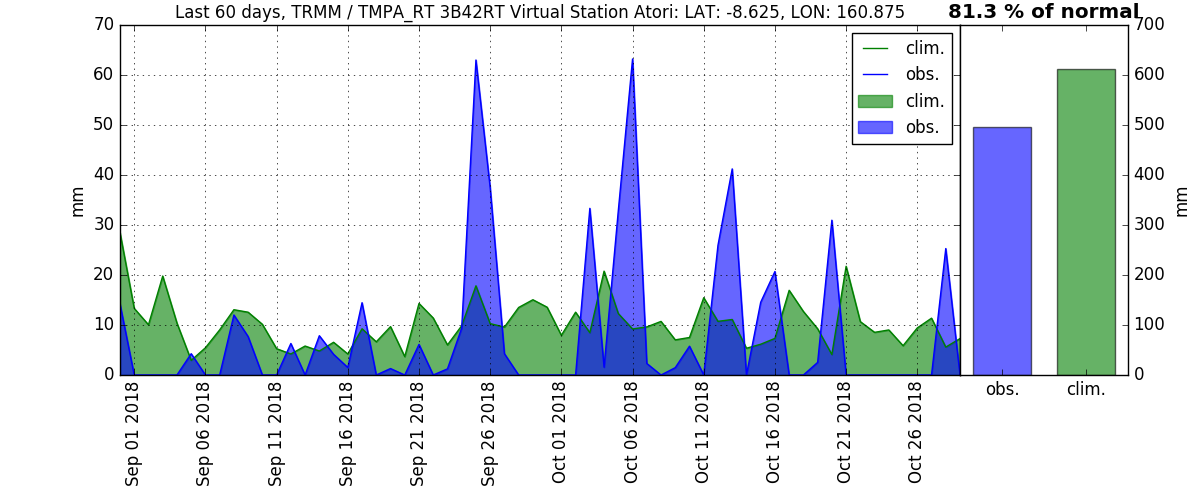 Last 60 days, TRMM / TMPA_RT 3B42RT Virtual Station Atori: LAT: -8.625, LON: 160.875
81.3 % of normal
70
60
50
40
30
20
10
0
mm
clim.
obs.
clim.
obs.
Sep 01 2018
Sep 06 2018
Sep 11 2018
Sep 16 2018
Sep 21 2018
Sep 26 2018
Oct 01 2018
Oct 06 2018
Oct 11 2018
Oct 16 2018
Oct 21 2018
Oct 26 2018
700
600
500
400
300
200
100
0
mm
obs.
clim.